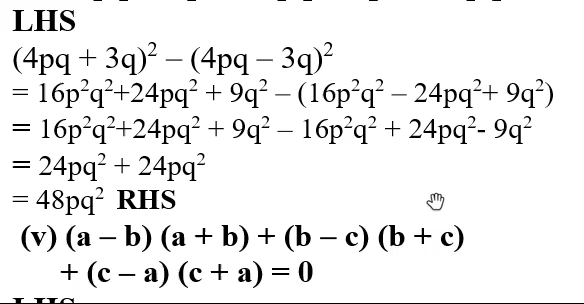 LHS
(4pq + 3q)² – (4pq – 3q)²
= 16p²q²+24pq² + 9q² – (16p²q² – 24pq²+ 9q²)
= 16p²q²+24pq² + 9q² – 16p²q² + 24pq²- 9q²
= 24pq² + 24pq²
= 48pq² RHS
(v) (a – b) (a + b) + (b – c) (b + c)
+ (c – a) (c + a) = 0